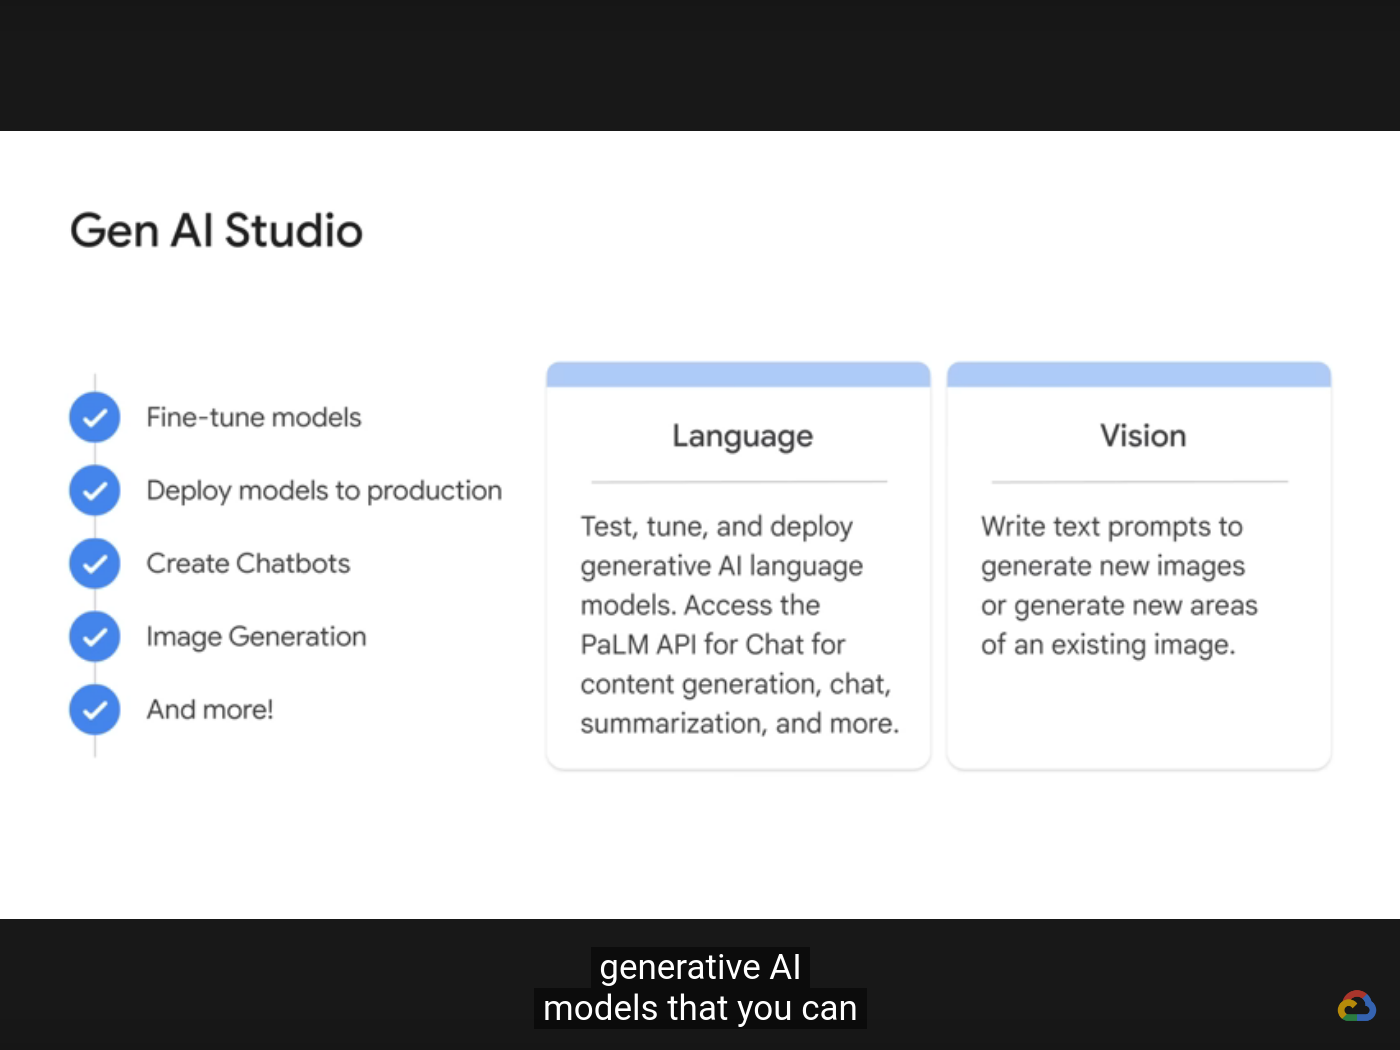 Gen AI Studio
Fine-tune models
Deploy models to production
Create Chatbots
Image Generation
And more!
Language
Test, tune, and deploy
generative AI language
models. Access the
PaLM API for Chat for
content generation, chat,
summarization, and more.
Vision
Write text prompts to
generate new images
or generate new areas
of an existing image.
generative AI
models that you can